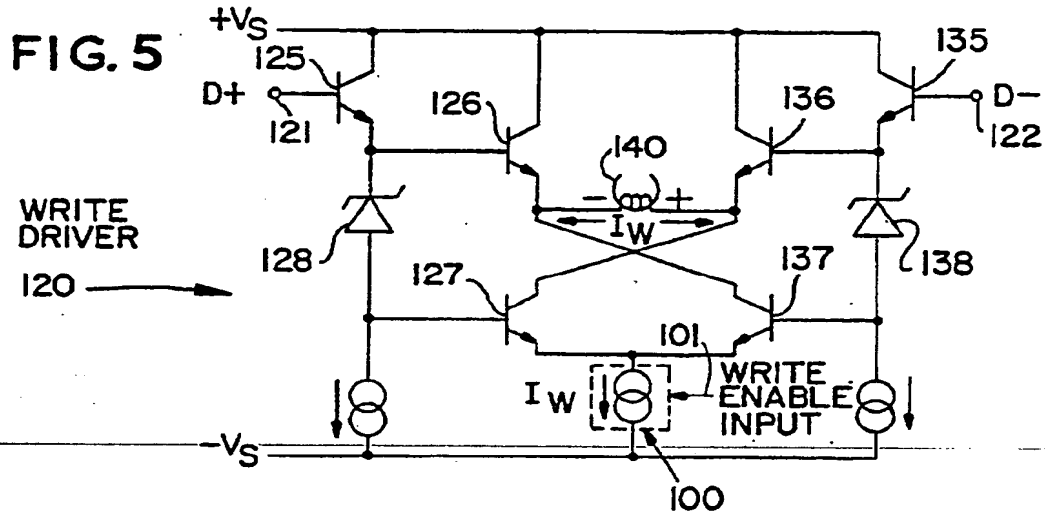 FIG. 5
+VS
125
D+
121
126
136
135
D-
122
140
- +
IW
WRITE
DRIVER
120
128
127
137
138
101
IW
WRITE
ENABLE
INPUT
-VS
100